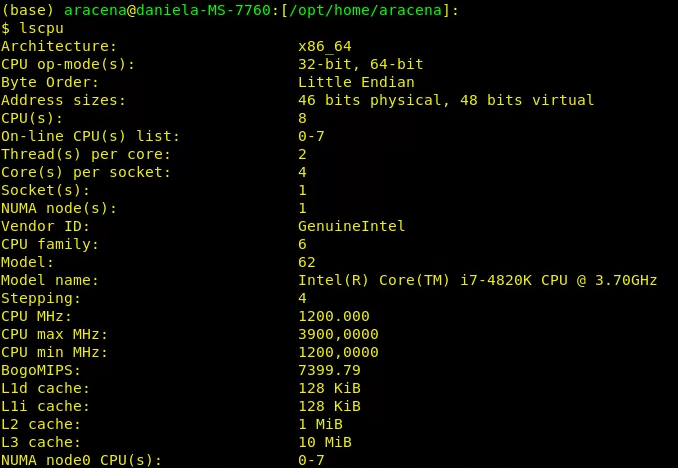 (base) aracena@daniela-MS-7760:[/opt/home/aracena]:
$ lscpu
Architecture: x86_64
CPU op-mode(s): 32-bit, 64-bit
Byte Order: Little Endian
Address sizes: 46 bits physical, 48 bits virtual
CPU(s): 8
On-line CPU(s) list: 0-7
Thread(s) per core: 2
Core(s) per socket: 4
Socket(s): 1
NUMA node(s): 1
Vendor ID: GenuineIntel
CPU family: 6
Model: 62
Model name: Intel(R) Core(TM) i7-4820K CPU @ 3.70GHz
Stepping: 4
CPU MHz: 1200.000
CPU max MHz: 3900,0000
CPU min MHz: 1200,0000
BogoMIPS: 7399.79
L1d cache: 128 KiB
L1i cache: 128 KiB
L2 cache: 1 MiB
L3 cache: 10 MiB
NUMA node0 CPU(s): 0-7